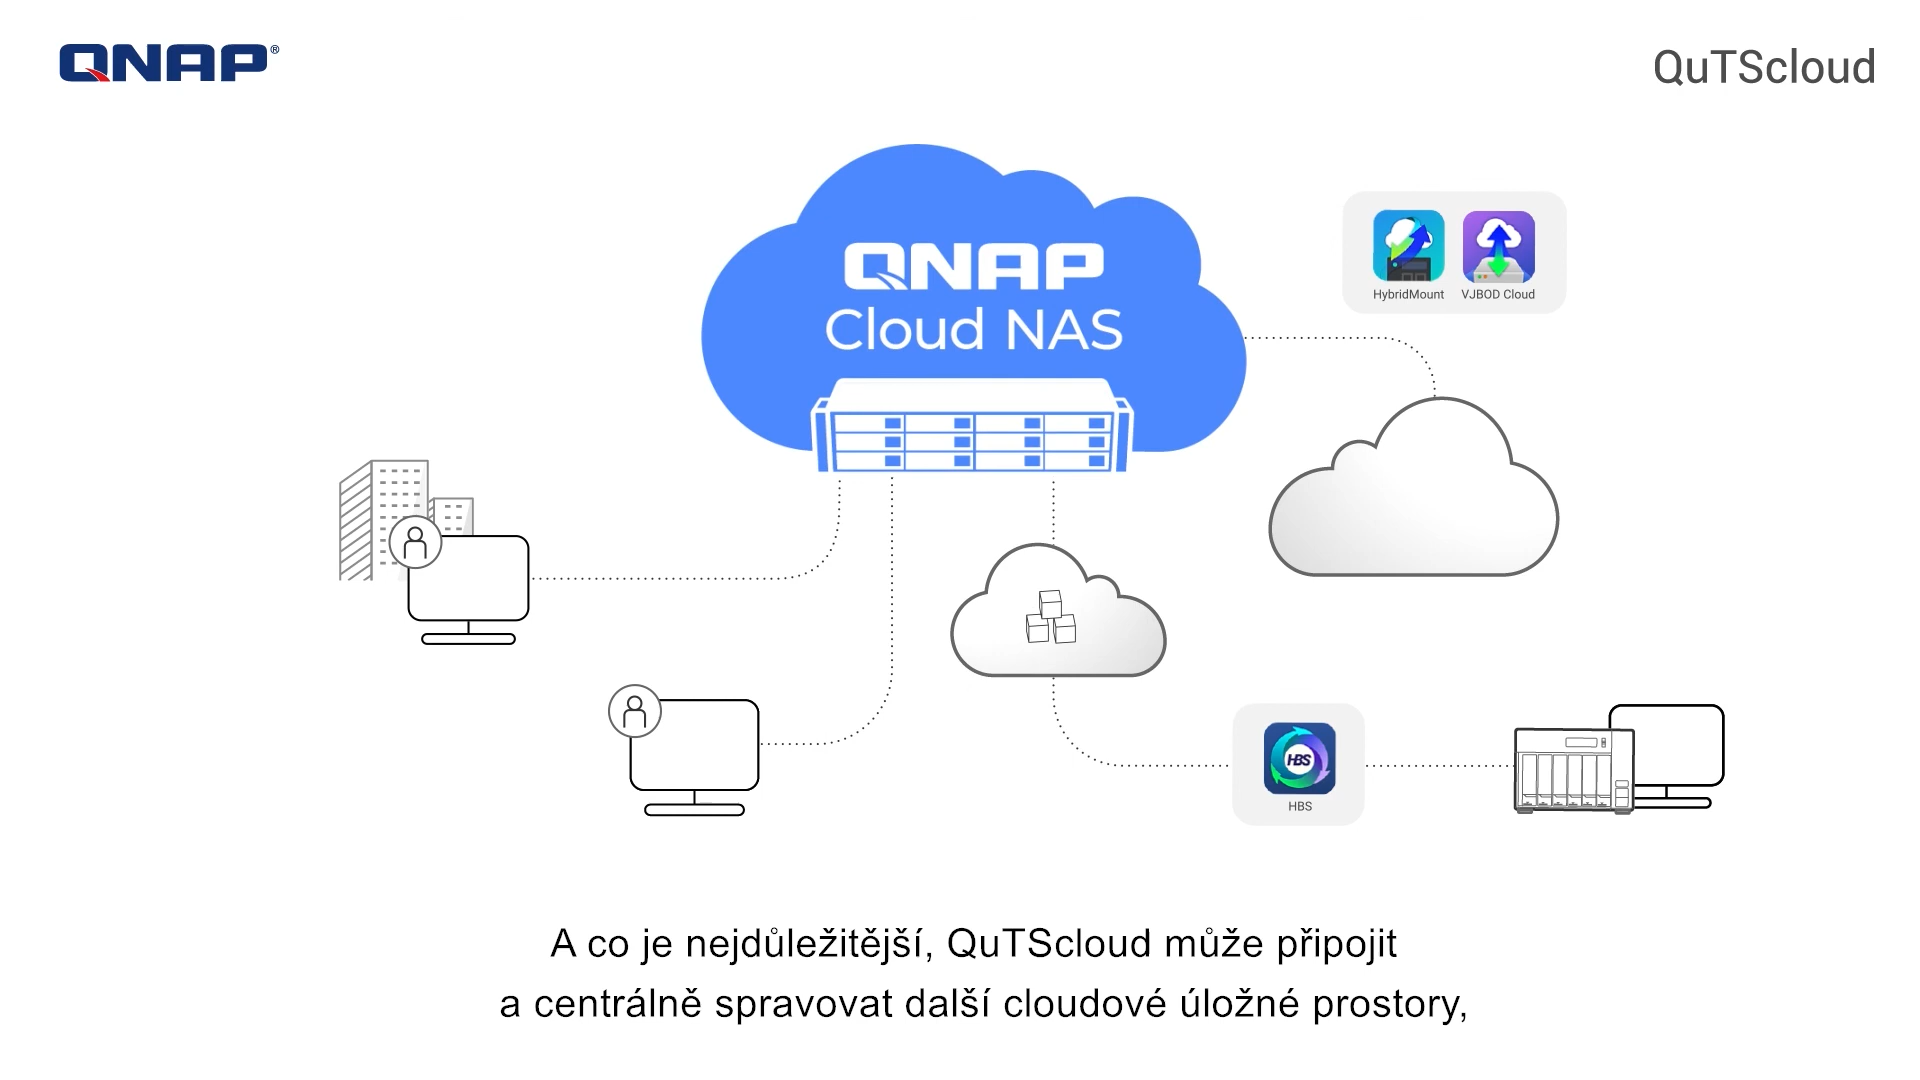 QNAP®
QuTScloud
QNAP
Cloud NAS
HybridMount
VJBOD Cloud
HBS
HBS
A co je nejdůležitější, QuTScloud může připojit
a centrálně spravovat další cloudové úložné prostory,